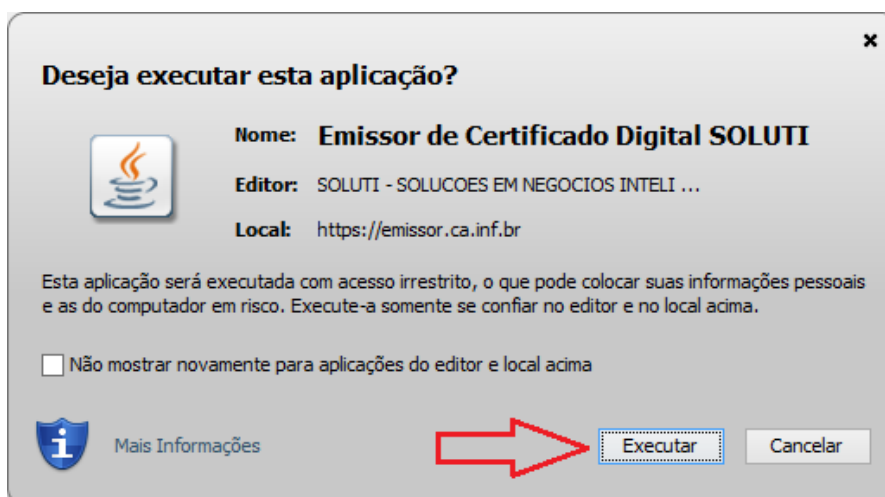 Deseja executar esta aplicação?
Nome: Emissor de Certificado Digital SOLUTI
Editor: SOLUTI - SOLUCOES EM NEGOCIOS INTELI ...
Local: https://emissor.ca.inf.br
Esta aplicação será executada com acesso irrestrito, o que pode colocar suas informações pessoais
e as do computador em risco. Execute-a somente se confiar no editor e no local acima.
Não mostrar novamente para aplicações do editor e local acima
Mais Informações
Executar
Cancelar